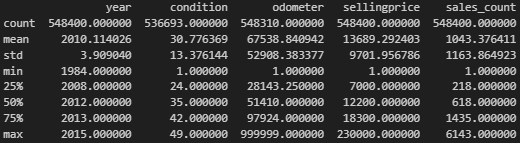 year condition odometer sellingprice sales_count
count 548400.000000 536693.000000 548310.000000 548400.000000 548400.000000
mean 2010.114026 30.776369 67538.840942 13689.292403 1043.376411
std 3.909040 13.376144 52908.383377 9701.956786 1163.864923
min 1984.000000 1.000000 1.000000 1.000000 1.000000
25% 2008.000000 24.000000 28143.250000 7000.000000 218.000000
50% 2012.000000 35.000000 51410.000000 12200.000000 618.000000
75% 2013.000000 42.000000 97924.000000 18300.000000 1435.000000
max 2015.000000 49.000000 999999.000000 230000.000000 6143.000000